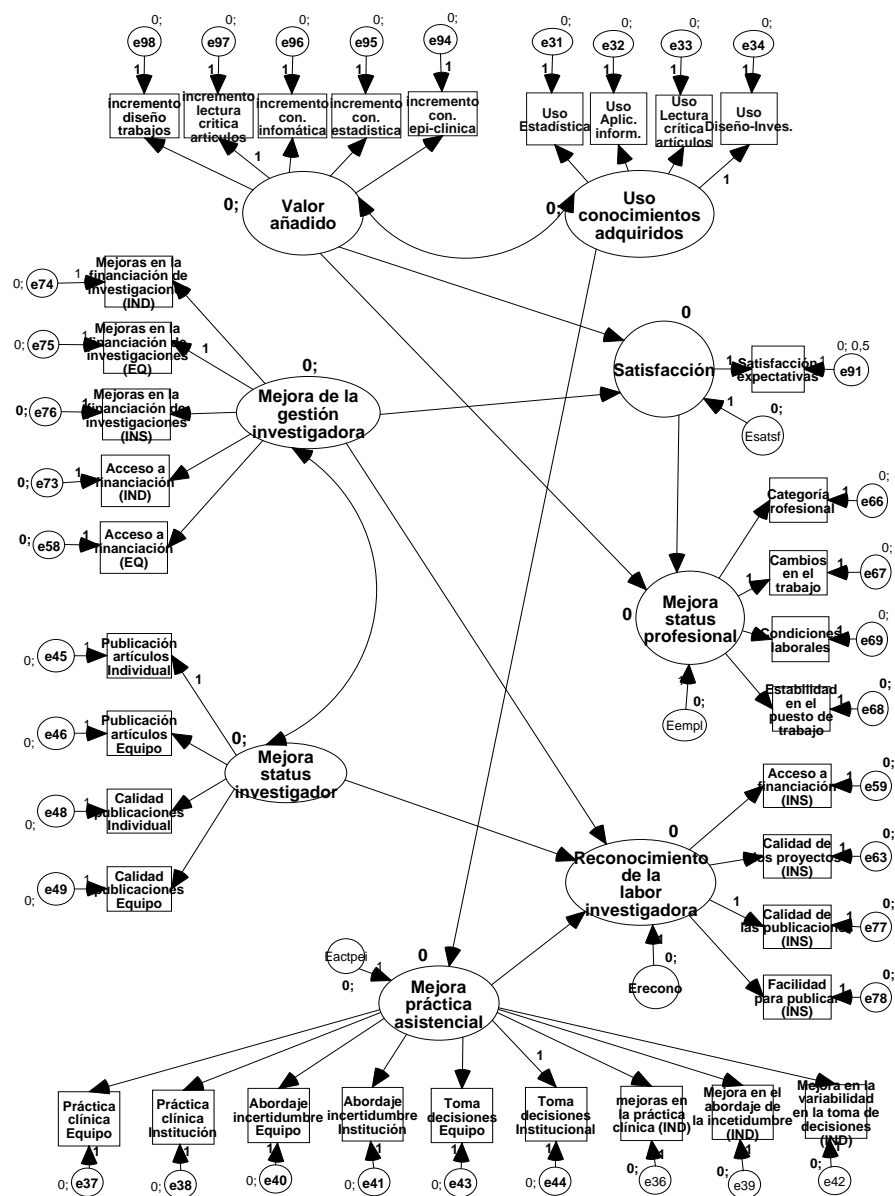 0; 0; 0; 0; 0; 0; 0; 0; 0;
e98 e97 e96 e95 e94 e31 e32 e33 e34
1 1 1 1 1 1 1 1 1
incremento
diseño
trabajos
incremento
lectura
critica
articulos
incremento
con.
infomática
incremento
con.
estadistica
incremento
con.
epi-clinica
Uso
Estadística
Uso
Aplic.
inform.
Uso
Lectura
crítica
artículos
Uso
Diseño-Inves.
1
1
0;
Valor
añadido
0;
Uso
conocimientos
adquiridos
0; e74 1
Mejoras en la
financiación de
investigaciones
(IND)
0; e75 1
Mejoras en la
financiación de
investigaciones
(EQ)
1
0; e76 1
Mejoras en la
financiación de
investigaciones
(INS)
0; e73 1
Acceso a
financiación
(IND)
0; e58 1
Acceso a
financiación
(EQ)
0;
Mejora de la
gestión
investigadora
0
Satisfacción
1
Satisfacción
expectativas
1
0; 0,5
e91
1
0;
Esatsf
Categoría
profesional
1
0;
e66
1
Cambios
en el
trabajo
1
0;
e67
Condiciones
laborales
1
0;
e69
Estabilidad
en el
puesto de
trabajo
1
0;
e68
0
Mejora
status
profesional
1
0;
Eempl
0; e45 1
Publicación
artículos
Individual
1
0; e46 1
Publicación
artículos
Equipo
0; e48 1
Calidad
publicaciones
Individual
0; e49 1
Calidad
publicaciones
Equipo
0;
Mejora
status
investigador
Acceso a
financiación
(INS)
1
0;
e59
Calidad de
los proyectos
(INS)
1
0;
e63
1
Calidad de
las publicaciones
(INS)
1
0;
e77
Facilidad
para publicar
(INS)
1
0;
e78
0
Reconocimiento
de la
labor
investigadora
1
0;
Erecono
Eactpei
1
0;
0
Mejora
práctica
asistencial
1
Práctica
clínica
Equipo
Práctica
clínica
Institución
Abordaje
incertidumbre
Equipo
Abordaje
incertidumbre
Institución
Toma
decisiones
Equipo
Toma
decisiones
Institucional
mejoras en
la práctica
clínica (IND)
Mejora en el
abordaje de
la incetidumbre
(IND)
Mejora en la
variabilidad
en la toma de
decisiones
(IND)
1 1 1 1 1 1 1 1 1
0; e37 0; e38 0; e40 0; e41 0; e43 0; e44 0; e36 0; e39 0; e42